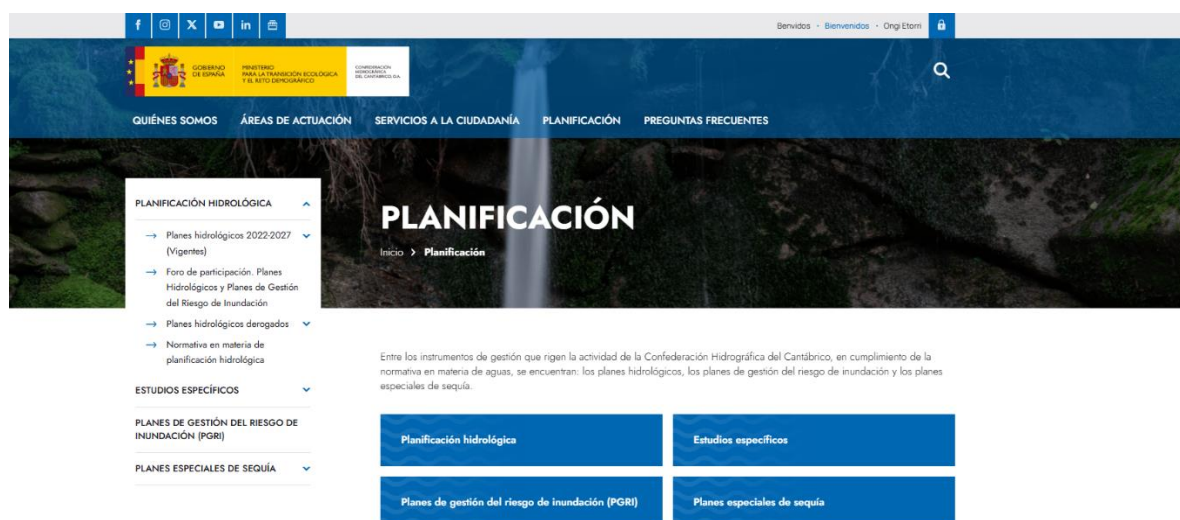 Benvidos · Bienvenidos · Ongi Etorri
GOBIERNO
DE ESPAÑA
MINISTERIO
PARA LA TRANSICIÓN ECOLÓGICA
Y EL RETO DEMOGRÁFICO
CONFEDERACIÓN
HIDROGRÁFICA
DEL CANTÁBRICO, O.A.
QUIÉNES SOMOS ÁREAS DE ACTUACIÓN SERVICIOS A LA CIUDADANÍA PLANIFICACIÓN PREGUNTAS FRECUENTES
PLANIFICACIÓN HIDROLÓGICA
Planes hidrológicos 2022-2027
(Vigentes)
Foro de participación. Planes
Hidrológicos y Planes de Gestión
del Riesgo de Inundación
Planes hidrológicos derogados
Normativa en materia de
planificación hidrológica
ESTUDIOS ESPECÍFICOS
PLANES DE GESTIÓN DEL RIESGO DE
INUNDACIÓN (PGRI)
PLANES ESPECIALES DE SEQUÍA
PLANIFICACIÓN
Inicio > Planificación
Entre los instrumentos de gestión que rigen la actividad de la Confederación Hidrográfica del Cantábrico, en cumplimiento de la
normativa en materia de aguas, se encuentran: los planes hidrológicos, los planes de gestión del riesgo de inundación y los planes
especiales de sequía.
Planificación hidrológica
Estudios específicos
Planes de gestión del riesgo de inundación (PGRI)
Planes especiales de sequía